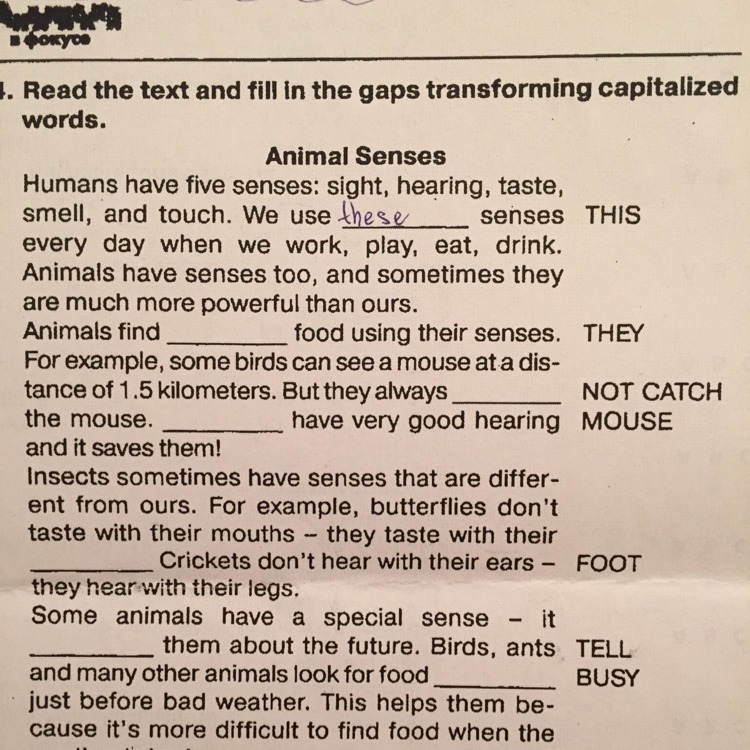 в фокусе
4. Read the text and fill in the gaps transforming capitalized
words.
Animal Senses
Humans have five senses: sight, hearing, taste,
smell, and touch. We use these senses THIS
every day when we work, play, eat, drink.
Animals have senses too, and sometimes they
are much more powerful than ours.
Animals find ________ food using their senses. THEY
For example, some birds can see a mouse at a dis-
tance of 1.5 kilometers. But they always ________ NOT CATCH
the mouse. ________ have very good hearing MOUSE
and it saves them!
Insects sometimes have senses that are differ-
ent from ours. For example, butterflies don't
taste with their mouths – they taste with their
________ Crickets don't hear with their ears – FOOT
they hear with their legs.
Some animals have a special sense – it
________ them about the future. Birds, ants TELL
and many other animals look for food ________ BUSY
just before bad weather. This helps them be-
cause it's more difficult to find food when the